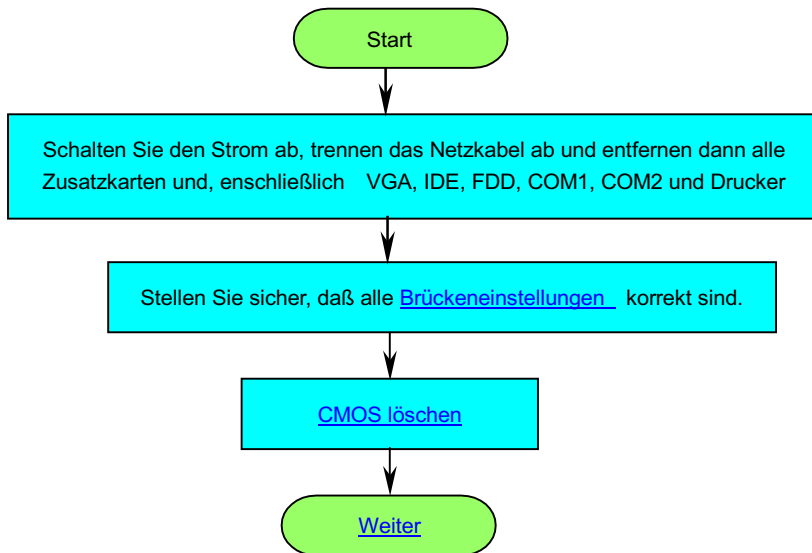 Start
Schalten Sie den Strom ab, trennen das Netzkabel ab und entfernen dann alle
Zusatzkarten und, enschließlich VGA, IDE, FDD, COM1, COM2 und Drucker
Stellen Sie sicher, daß alle Brückeneinstellungen korrekt sind.
CMOS löschen
Weiter